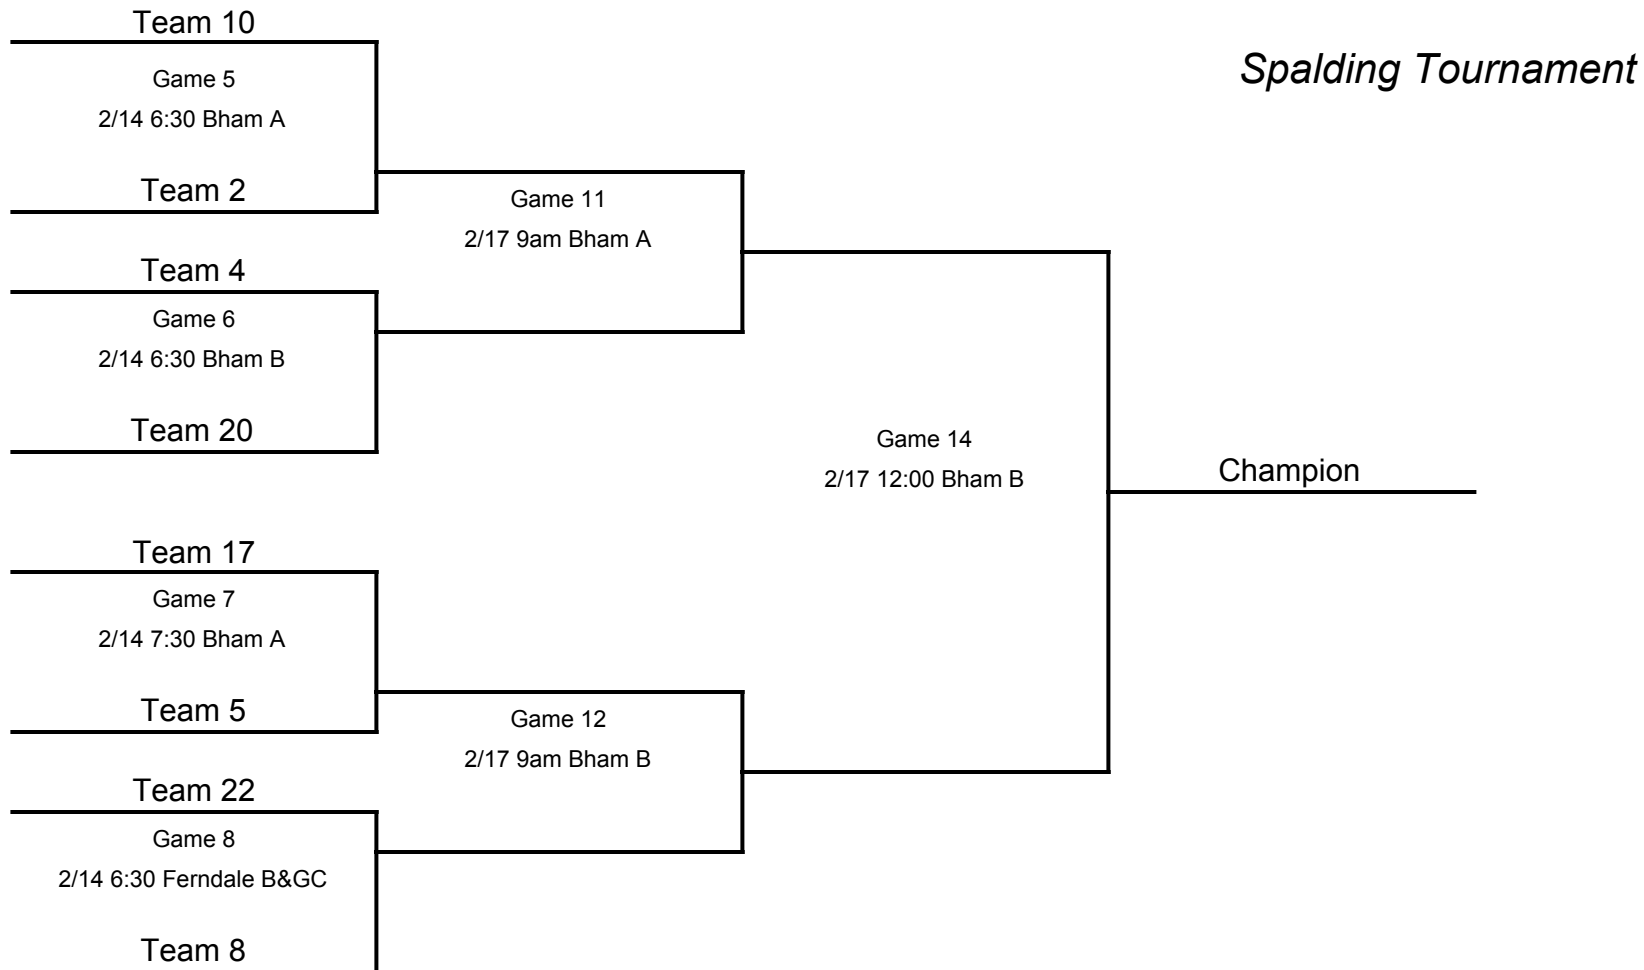 Team 10
Spalding Tournament
Game 5
2/14 6:30 Bham A
Team 2
Game 11
2/17 9am Bham A
Team 4
Game 6
2/14 6:30 Bham B
Team 20
Game 14
2/17 12:00 Bham B
Champion
Team 17
Game 7
2/14 7:30 Bham A
Team 5
Game 12
2/17 9am Bham B
Team 22
Game 8
2/14 6:30 Ferndale B&GC
Team 8